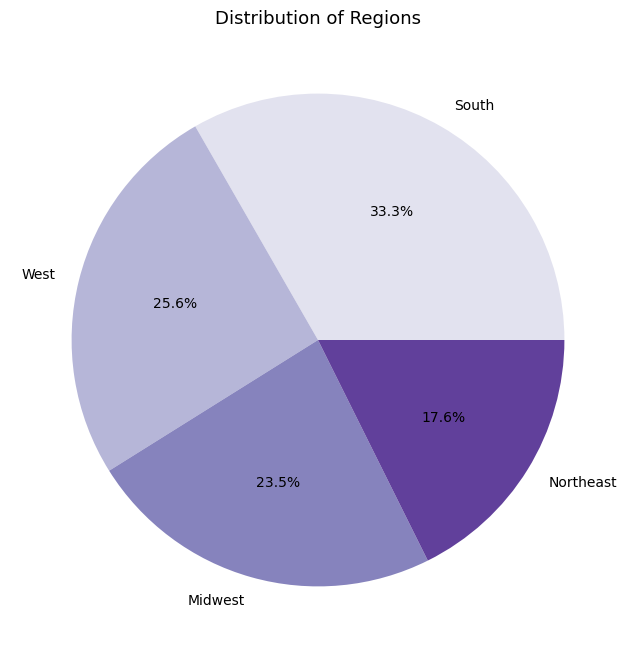 Distribution of Regions
South
33.3%
West
25.6%
17.6%
23.5%
Northeast
Midwest